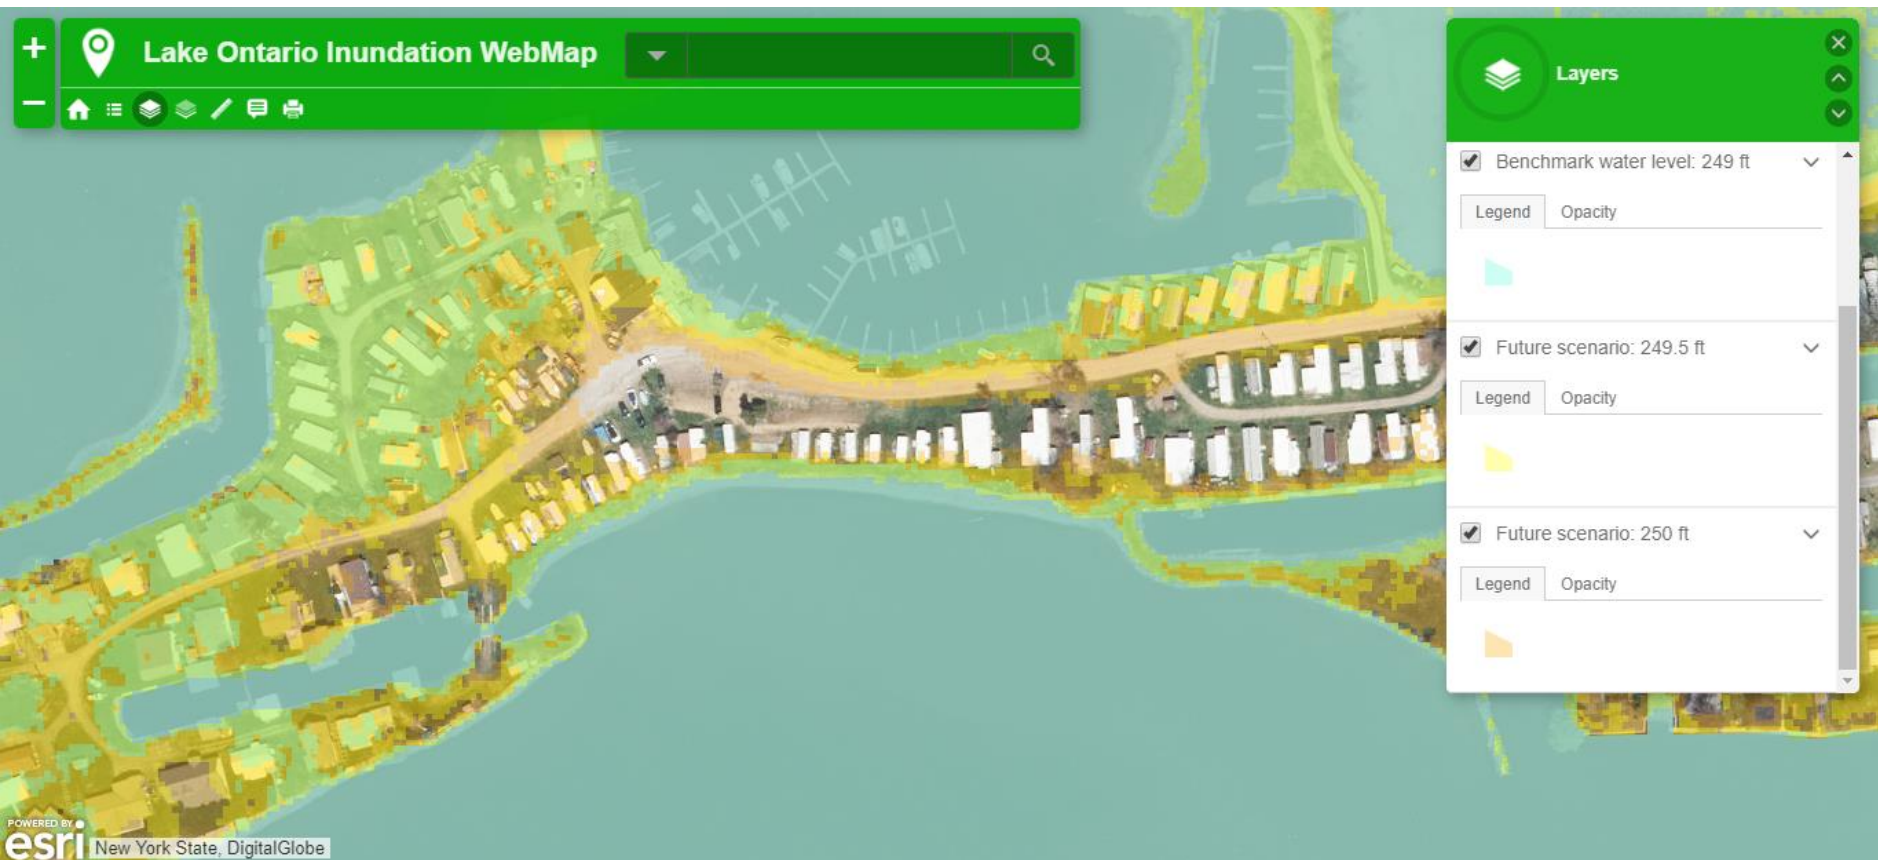 +
Lake Ontario Inundation WebMap
−
Layers
Benchmark water level: 249 ft
Legend Opacity
Future scenario: 249.5 ft
Legend Opacity
Future scenario: 250 ft
Legend Opacity
POWERED BY
esri
New York State, DigitalGlobe